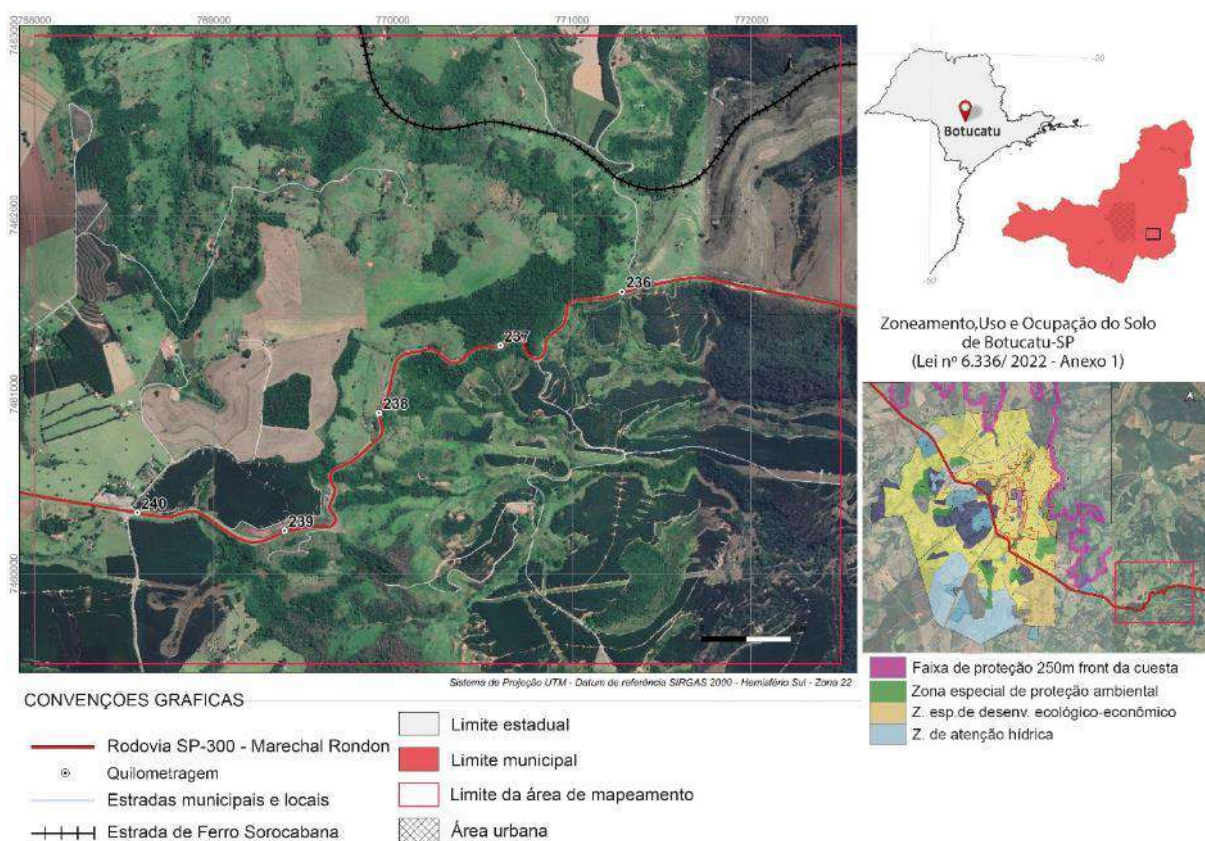 768000
769000
770000
771000
772000
7463000
7462000
7461000
7460000
236
237
238
239
240
Sistema de Projeção UTM - Datum de referência SIRGAS 2000 - Hemisfério Sul - Zona 22
-20
Botucatu
-50
Zoneamento,Uso e Ocupação do Solo
de Botucatu-SP
(Lei nº 6.336/ 2022 - Anexo 1)
Faixa de proteção 250m front da cuesta
Zona especial de proteção ambiental
Z. esp.de desenv. ecológico-econômico
Z. de atenção hídrica
CONVENÇÕES GRAFICAS
Rodovia SP-300 - Marechal Rondon
Quilometragem
Estradas municipais e locais
Estrada de Ferro Sorocabana
Limite estadual
Limite municipal
Limite da área de mapeamento
Área urbana